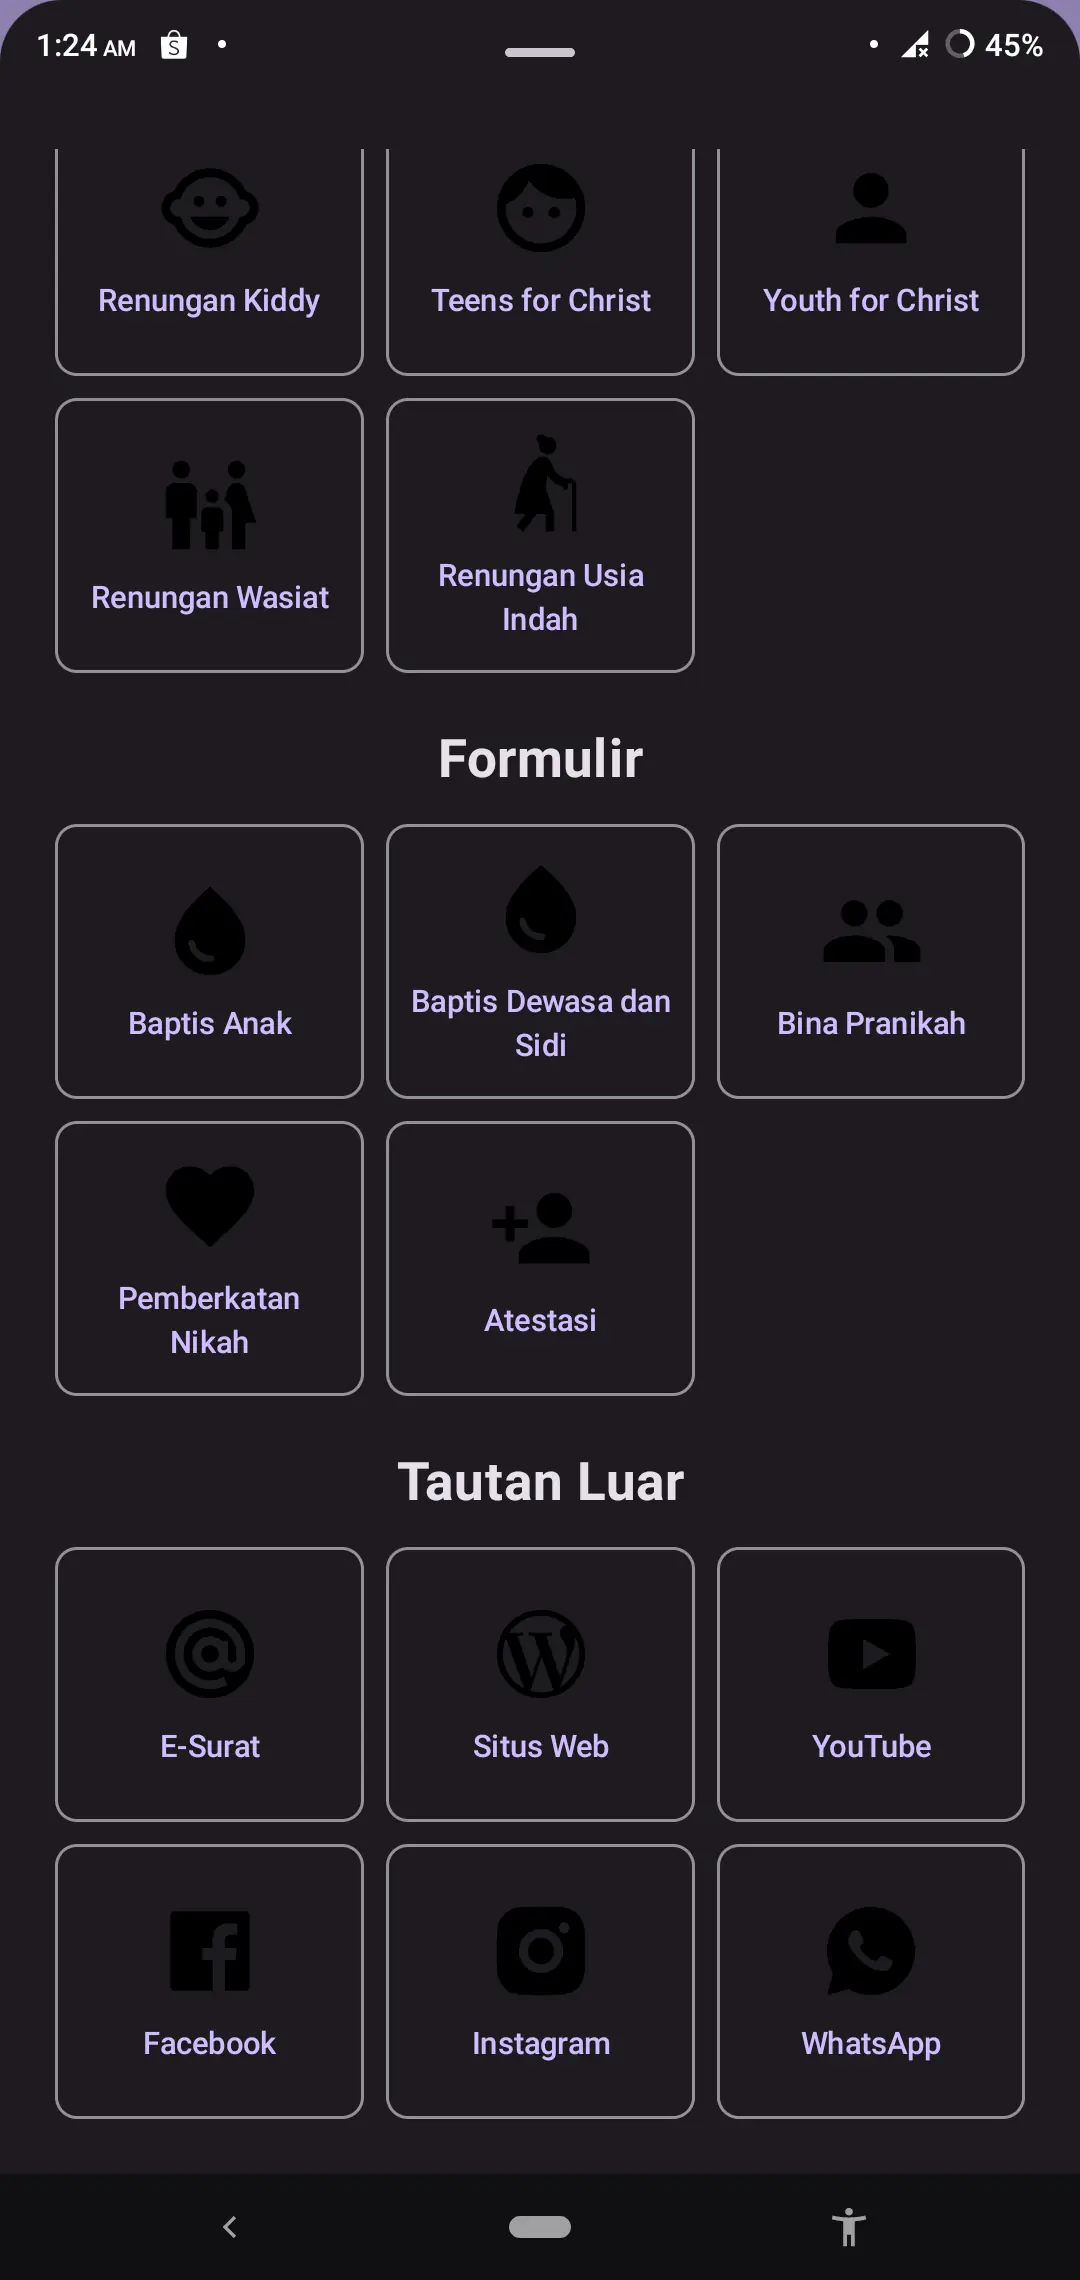 1:24 AM
45%
Renungan Kiddy
Teens for Christ
Youth for Christ
Renungan Wasiat
Renungan Usia
Indah
Formulir
Baptis Anak
Baptis Dewasa dan
Sidi
Bina Pranikah
Pemberkatan
Nikah
Atestasi
Tautan Luar
E-Surat
Situs Web
YouTube
Facebook
Instagram
WhatsApp